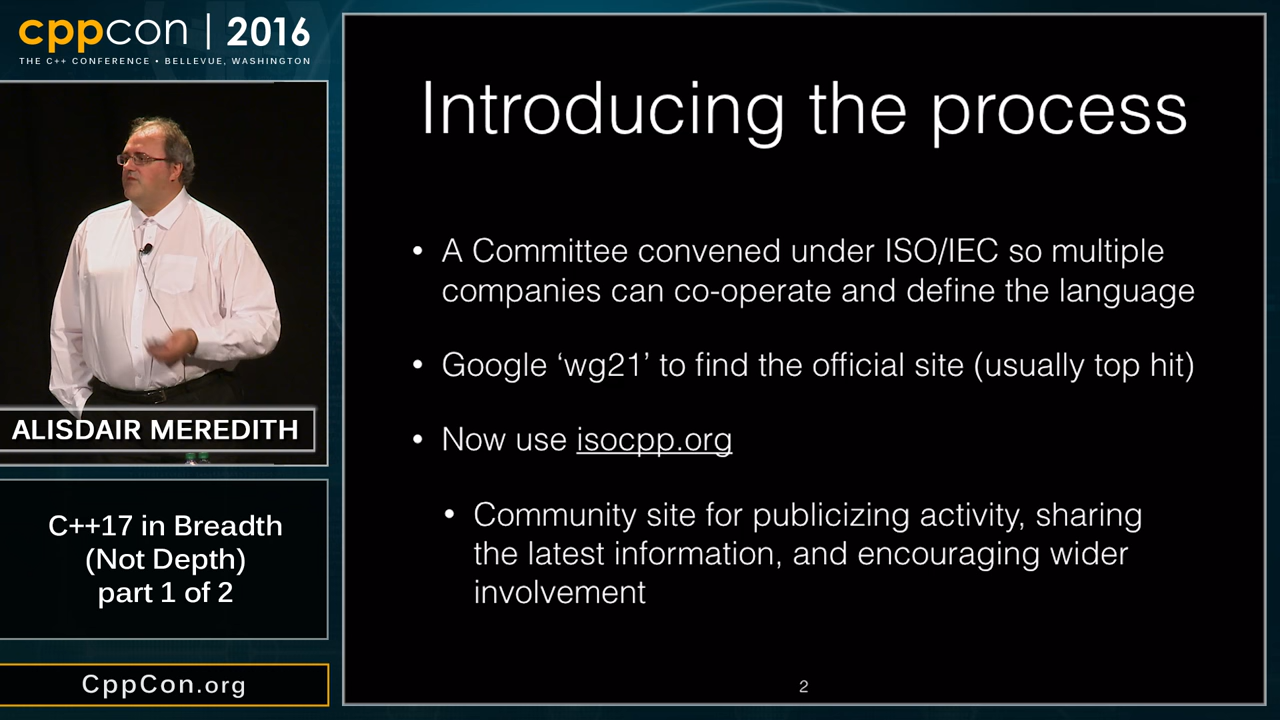 cppcon | 2016
THE C++ CONFERENCE • BELLEVUE, WASHINGTON
ALISDAIR MEREDITH
C++17 in Breadth
(Not Depth)
part 1 of 2
CppCon.org
Introducing the process
• A Committee convened under ISO/IEC so multiple
companies can co-operate and define the language
• Google ‘wg21’ to find the official site (usually top hit)
• Now use isocpp.org
• Community site for publicizing activity, sharing
the latest information, and encouraging wider
involvement
2